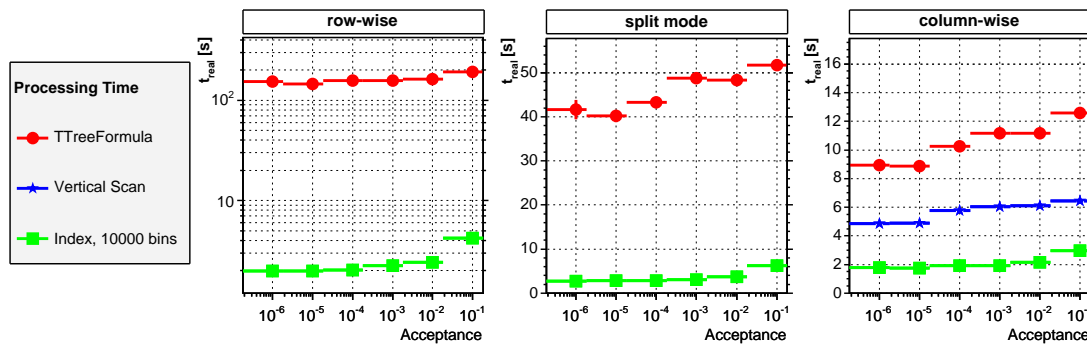 Processing Time
TTreeFormula
Vertical Scan
Index, 10000 bins
row-wise
t_real [s]
10^2
10
10^-6 10^-5 10^-4 10^-3 10^-2 10^-1
Acceptance
split mode
t_real [s]
50
40
30
20
10
0
10^-6 10^-5 10^-4 10^-3 10^-2 10^-1
Acceptance
column-wise
t_real [s]
16
14
12
10
8
6
4
2
0
10^-6 10^-5 10^-4 10^-3 10^-2 10^-1
Acceptance